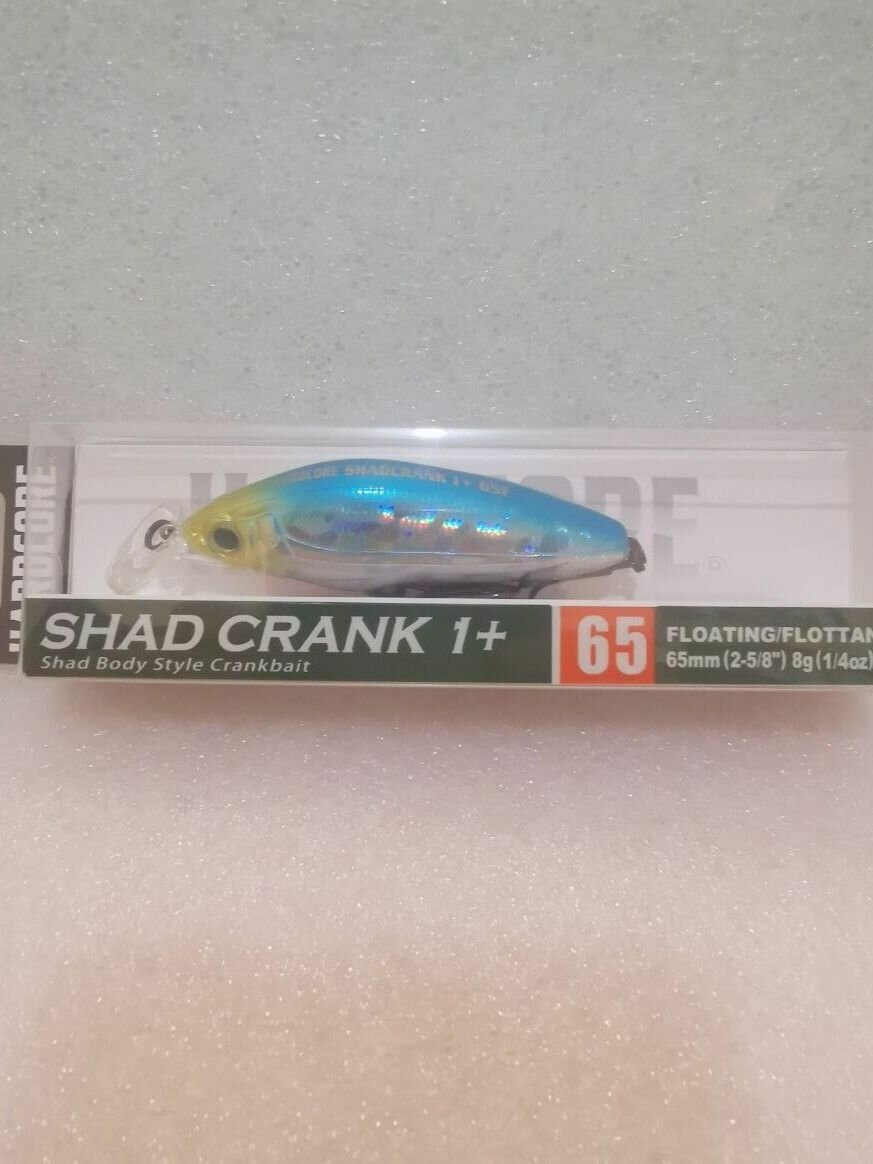 HARDCORE
HARDCORE SHADCRANK 1+ 65F
®
SHAD CRANK 1+
Shad Body Style Crankbait
65
FLOATING/FLOTTAN
65mm (2-5/8") 8g (1/4oz)